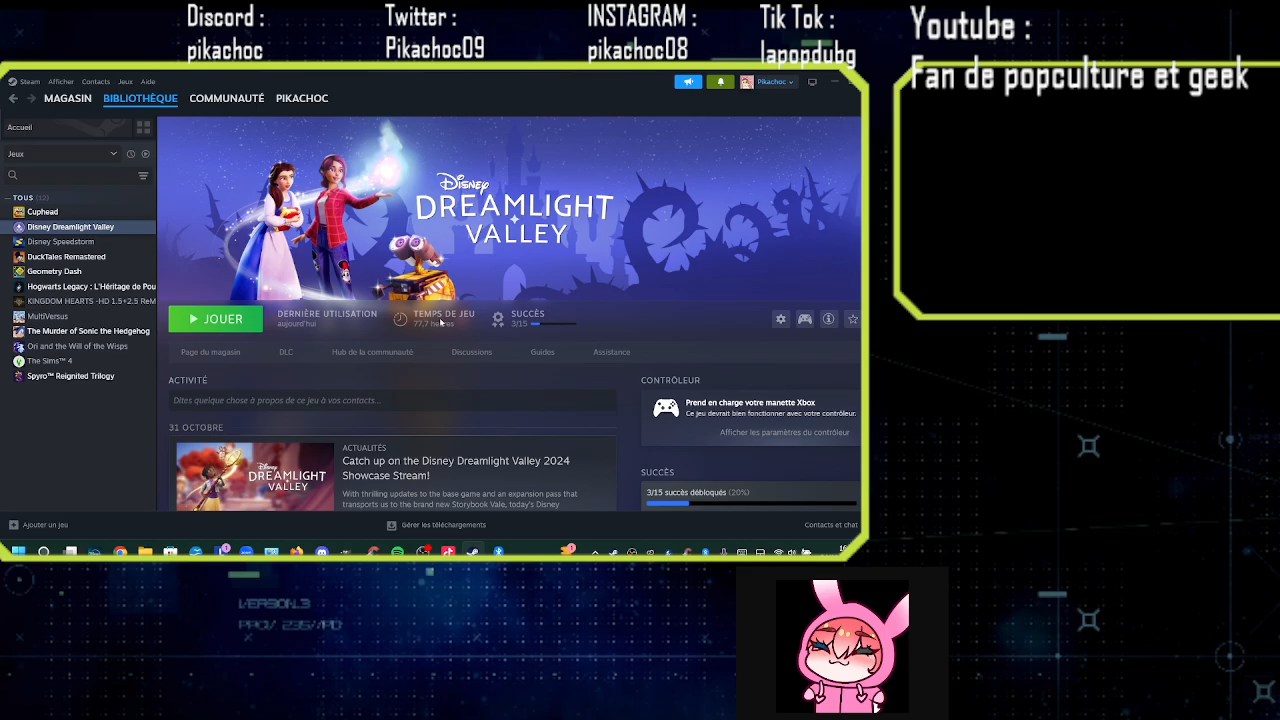 Discord :
pikachoc
Twitter :
Pikachoc09
INSTAGRAM :
pikachoc08
Tik Tok :
lapopdubg
Youtube :
Fan de popculture et geek
Steam Afficher Contacts Jeux Aide
Pikachoc
MAGASIN BIBLIOTHÈQUE COMMUNAUTÉ PIKACHOC
Accueil
Jeux
TOUS (12)
Cuphead
Disney Dreamlight Valley
Disney Speedstorm
DuckTales Remastered
Geometry Dash
Hogwarts Legacy : L'Héritage de Pou
KINGDOM HEARTS -HD 1.5+2.5 ReM
MultiVersus
The Murder of Sonic the Hedgehog
Ori and the Will of the Wisps
The Sims™ 4
Spyro™ Reignited Trilogy
Disney
DREAMLIGHT
VALLEY
JOUER
DERNIÈRE UTILISATION
aujourd'hui
TEMPS DE JEU
77,7 heures
SUCCÈS
3/15
Page du magasin DLC Hub de la communauté Discussions Guides Assistance
ACTIVITÉ
Dites quelque chose à propos de ce jeu à vos contacts...
31 OCTOBRE
Disney
DREAMLIGHT
VALLEY
ACTUALITÉS
Catch up on the Disney Dreamlight Valley 2024
Showcase Stream!
With thrilling updates to the base game and an expansion pass that
transports us to the brand new Storybook Vale, today's Disney
CONTRÔLEUR
Prend en charge votre manette Xbox
Ce jeu devrait bien fonctionner avec votre contrôleur.
Afficher les paramètres du contrôleur
SUCCÈS
3/15 succès débloqués (20%)
Ajouter un jeu
Gérer les téléchargements
Contacts et chat
VERSION.3